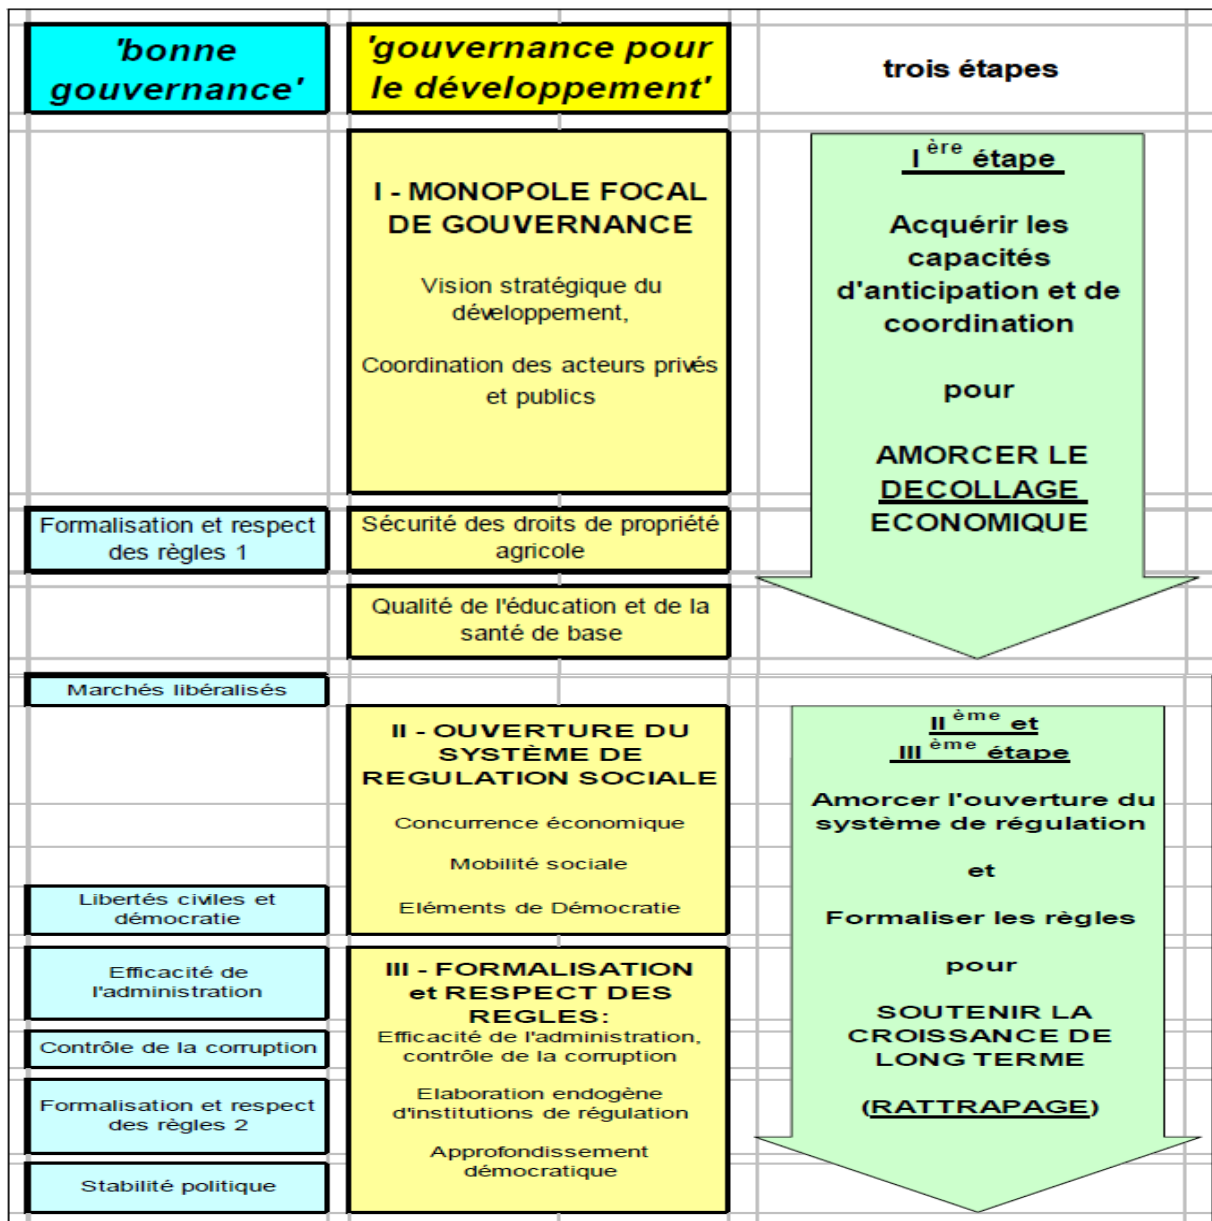 'bonne
gouvernance'
'gouvernance pour
le développement'
trois étapes
I - MONOPOLE FOCAL
DE GOUVERNANCE
Vision stratégique du
développement,
Coordination des acteurs privés
et publics
I ère étape
Acquérir les
capacités
d'anticipation et de
coordination
pour
AMORCER LE
DECOLLAGE
ECONOMIQUE
Formalisation et respect
des règles 1
Sécurité des droits de propriété
agricole
Qualité de l'éducation et de la
santé de base
Marchés libéralisés
II - OUVERTURE DU
SYSTÈME DE
REGULATION SOCIALE
Concurrence économique
Mobilité sociale
Eléments de Démocratie
Libertés civiles et
démocratie
II ème et
III ème étape
Amorcer l'ouverture du
système de régulation
et
Formaliser les règles
pour
SOUTENIR LA
CROISSANCE DE
LONG TERME
(RATTRAPAGE)
Efficacité de
l'administration
Contrôle de la corruption
Formalisation et respect
des règles 2
Stabilité politique
III - FORMALISATION
et RESPECT DES
REGLES:
Efficacité de l'administration,
contrôle de la corruption
Elaboration endogène
d'institutions de régulation
Approfondissement
démocratique